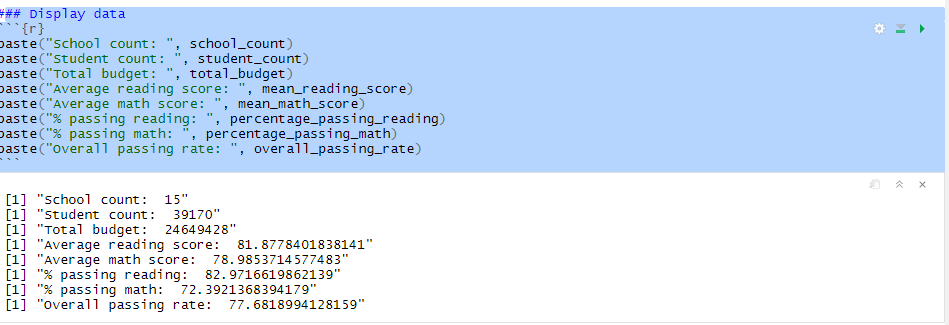 ### Display data
```{r}
paste("School count: ", school_count)
paste("Student count: ", student_count)
paste("Total budget: ", total_budget)
paste("Average reading score: ", mean_reading_score)
paste("Average math score: ", mean_math_score)
paste("% passing reading: ", percentage_passing_reading)
paste("% passing math: ", percentage_passing_math)
paste("Overall passing rate: ", overall_passing_rate)
```
[1] "School count:  15"
[1] "Student count:  39170"
[1] "Total budget:  24649428"
[1] "Average reading score:  81.8778401838141"
[1] "Average math score:  78.9853714577483"
[1] "% passing reading:  82.9716619862139"
[1] "% passing math:  72.3921368394179"
[1] "Overall passing rate:  77.6818994128159"